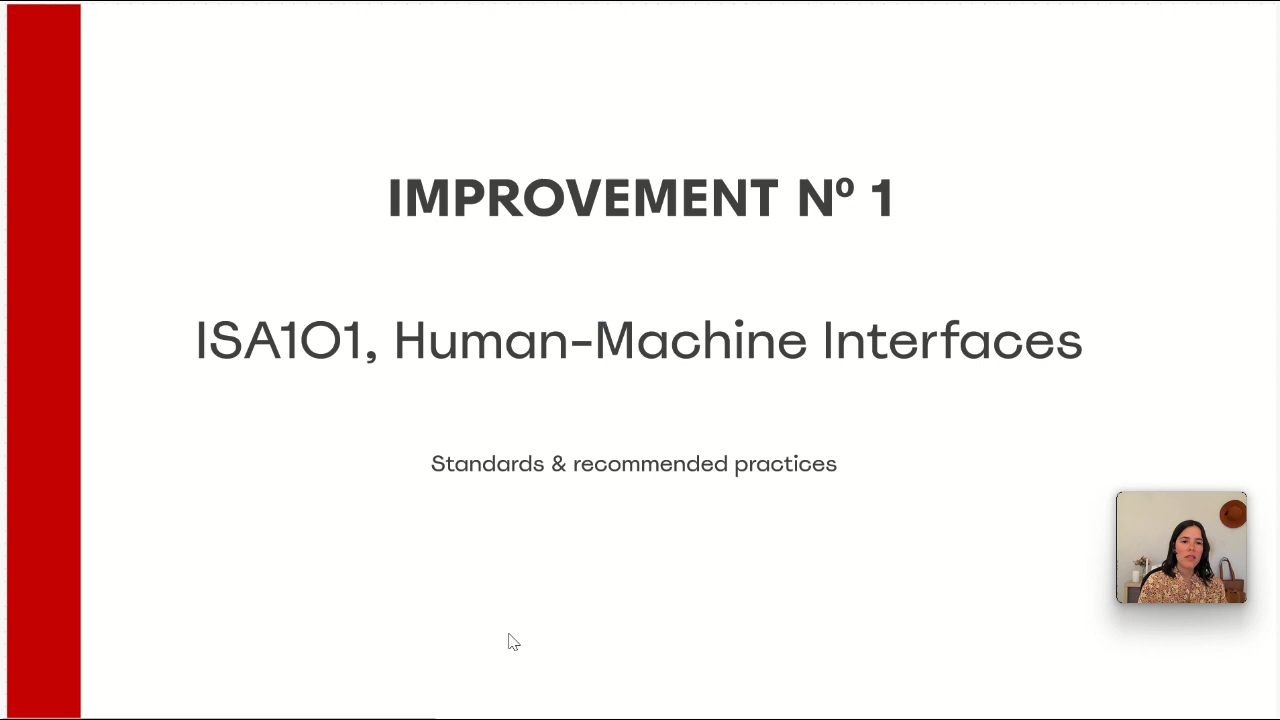 IMPROVEMENT Nº 1
ISA101, Human-Machine Interfaces
Standards & recommended practices